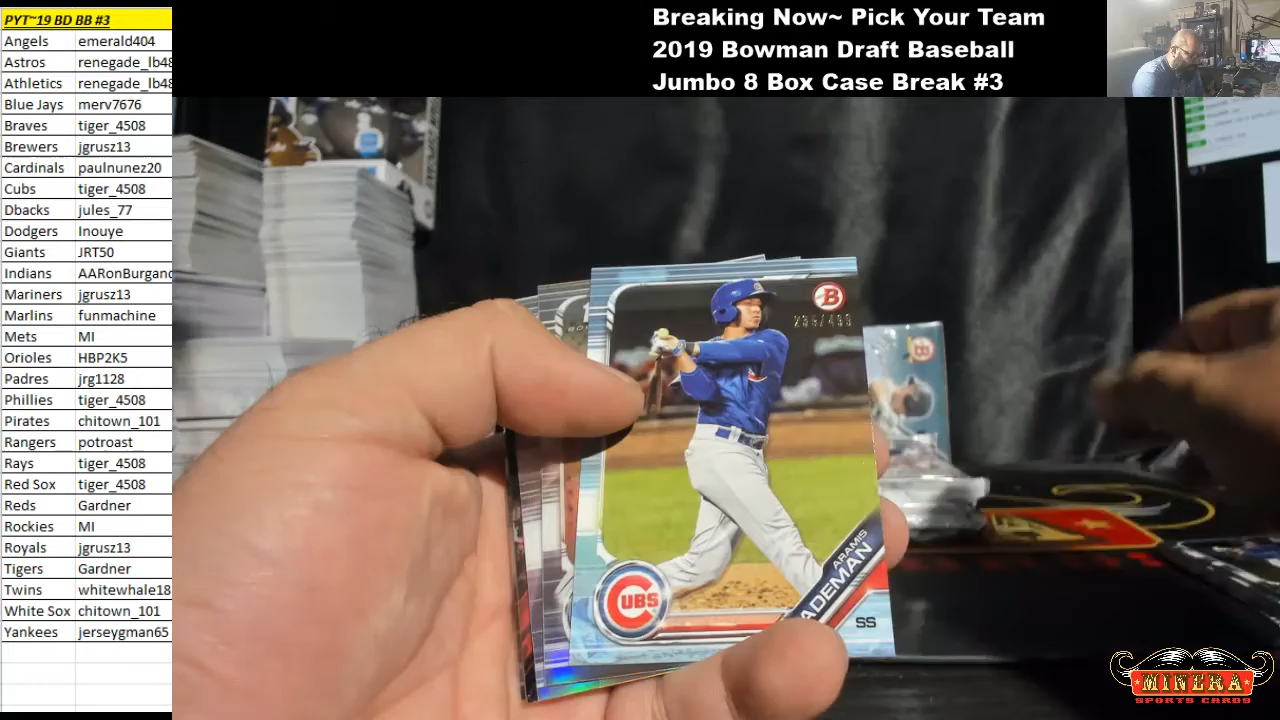 PYT~19 BD BB #3
Angels emerald404
Astros renegade_lb48
Athletics renegade_lb48
Blue Jays merv7676
Braves tiger_4508
Brewers jgrusz13
Cardinals paulnunez20
Cubs tiger_4508
Dbacks jules_77
Dodgers Inouye
Giants JRT50
Indians AARonBurgand
Mariners jgrusz13
Marlins funmachine
Mets MI
Orioles HBP2K5
Padres jrg1128
Phillies tiger_4508
Pirates chitown_101
Rangers potroast
Rays tiger_4508
Red Sox tiger_4508
Reds Gardner
Rockies MI
Royals jgrusz13
Tigers Gardner
Twins whitewhale18
White Sox chitown_101
Yankees jerseygman65
Breaking Now~ Pick Your Team
2019 Bowman Draft Baseball
Jumbo 8 Box Case Break #3
B
CUBS
ARAMIS
ADEMAN
SS
MINERA
SPORTS CARDS